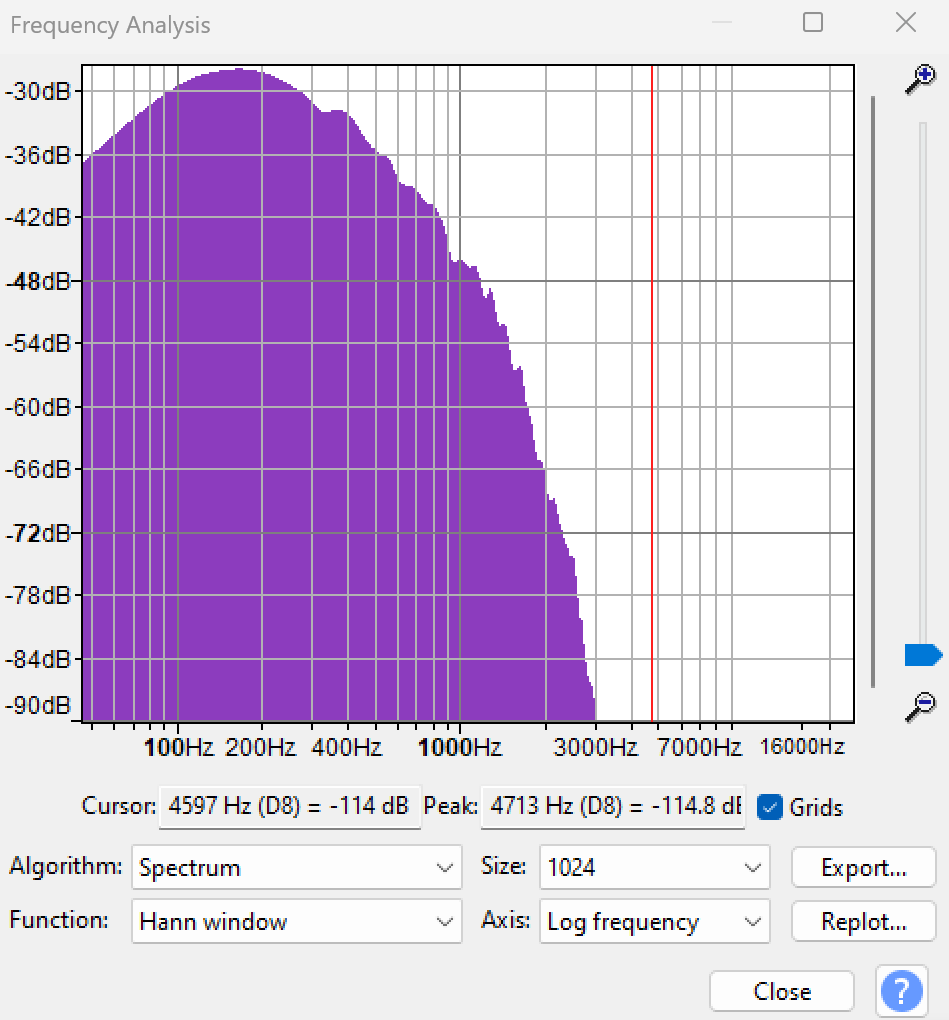 Frequency Analysis
-30dB
-36dB
-42dB
-48dB
-54dB
-60dB
-66dB
-72dB
-78dB
-84dB
-90dB
100Hz 200Hz 400Hz 1000Hz 3000Hz 7000Hz 16000Hz
Cursor: 4597 Hz (D8) = -114 dB Peak: 4713 Hz (D8) = -114.8 dB Grids
Algorithm: Spectrum Size: 1024 Export...
Function: Hann window Axis: Log frequency Replot...
Close ?